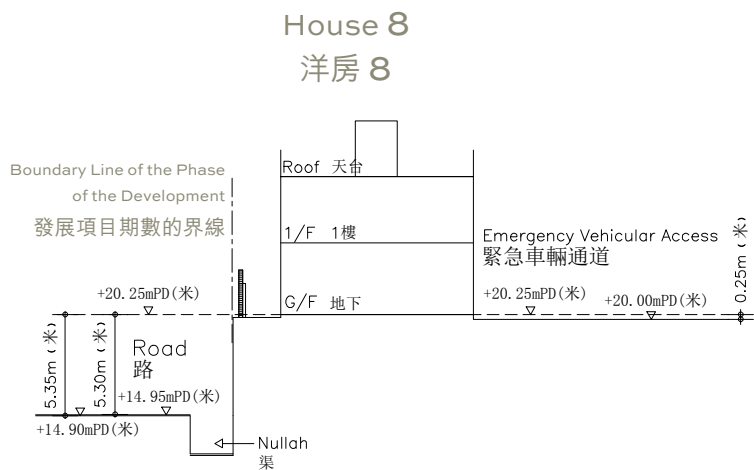 House 8
洋房 8
Boundary Line of the Phase
of the Development
發展項目期數的界線
Roof 天台
1/F 1樓
G/F 地下
Emergency Vehicular Access
緊急車輛通道
+20.25mPD(米)
+20.25mPD(米)
+20.00mPD(米)
0.25m (米)
Road
路
5.35m (米)
5.30m (米)
+14.95mPD(米)
+14.90mPD(米)
Nullah
渠